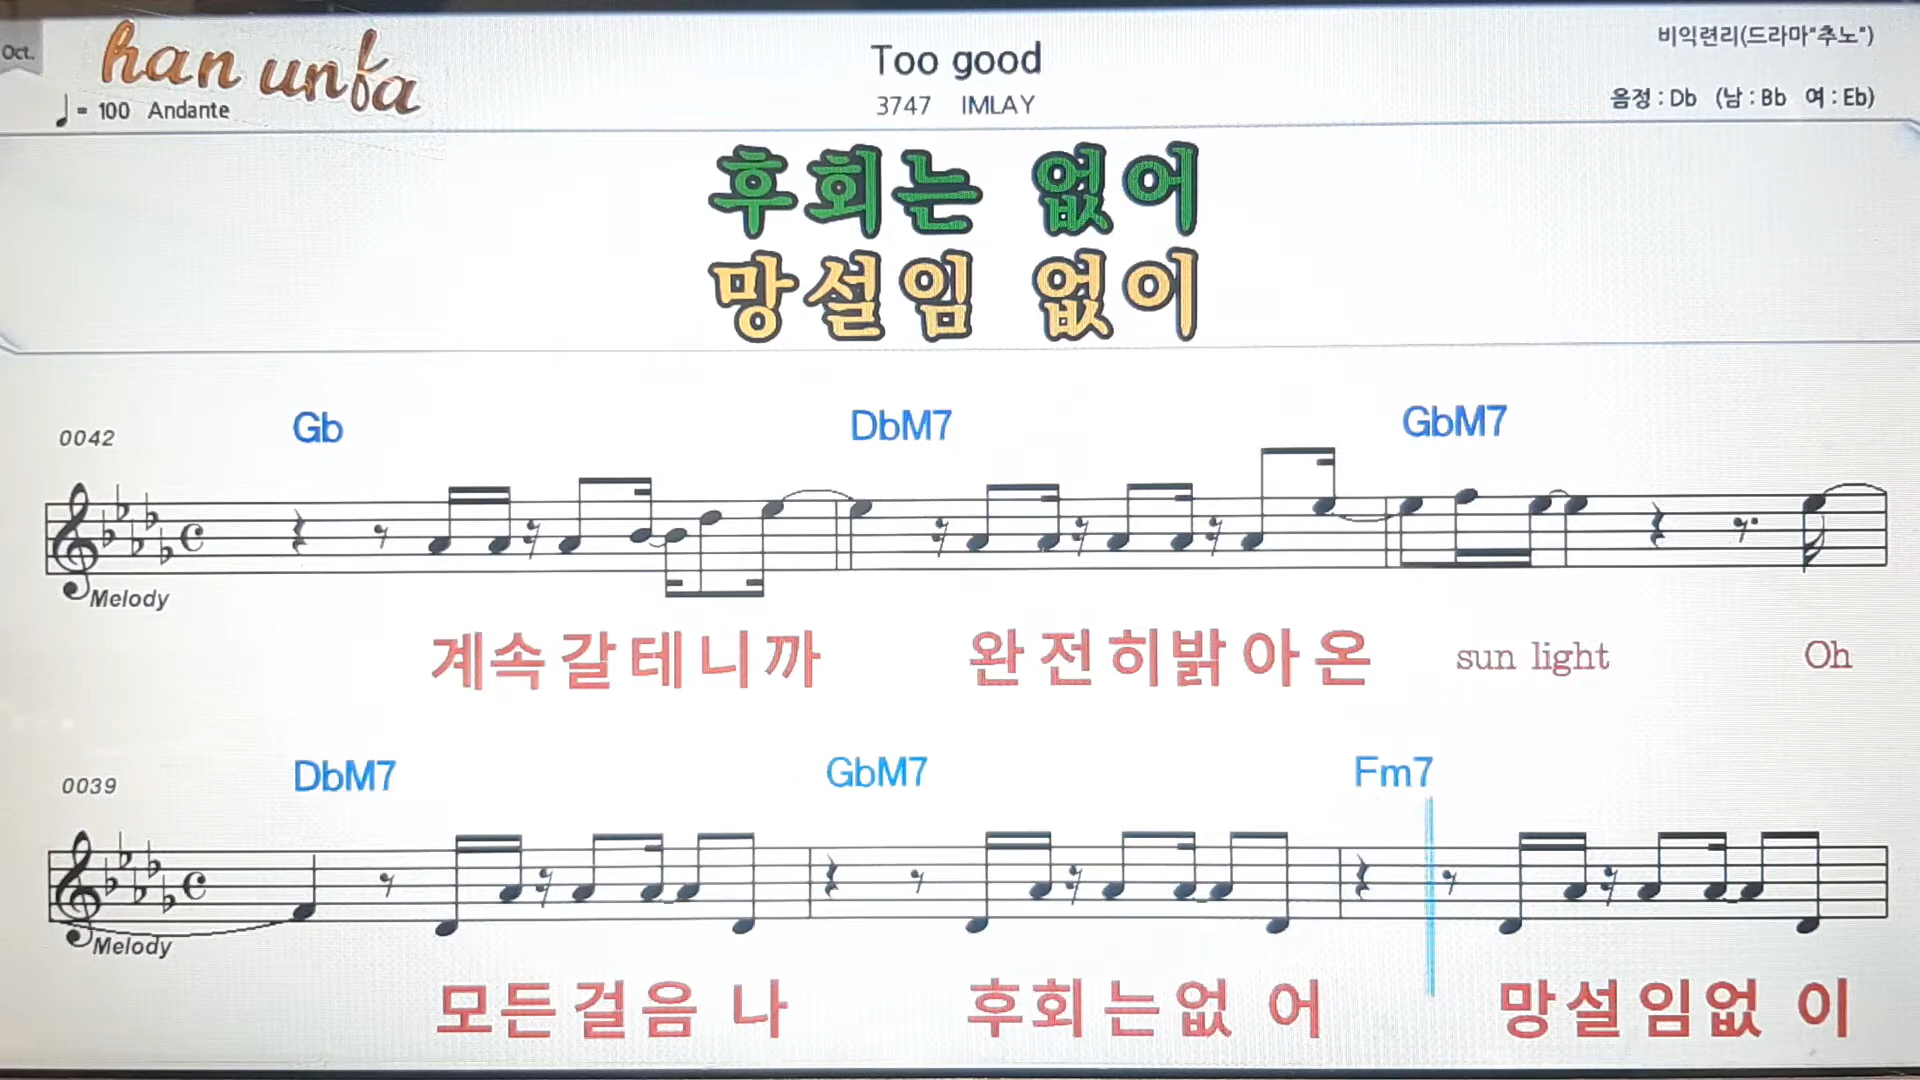 Oct.
han unfa
= 100 Andante
Too good
3747 IMLAY
비익련리(드라마"추노")
음정 : Db (남 : Bb 여 : Eb)
후회는 없어
망설임 없이
0042
Gb DbM7 GbM7
Melody
계속갈테니까 완전히밝아온 sun light Oh
0039
DbM7 GbM7 Fm7
Melody
모든걸음 나 후회는없 어 망설임없 이